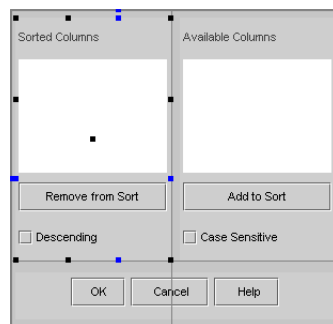 Sorted Columns
Available Columns
Remove from Sort
Add to Sort
Descending
Case Sensitive
OK
Cancel
Help